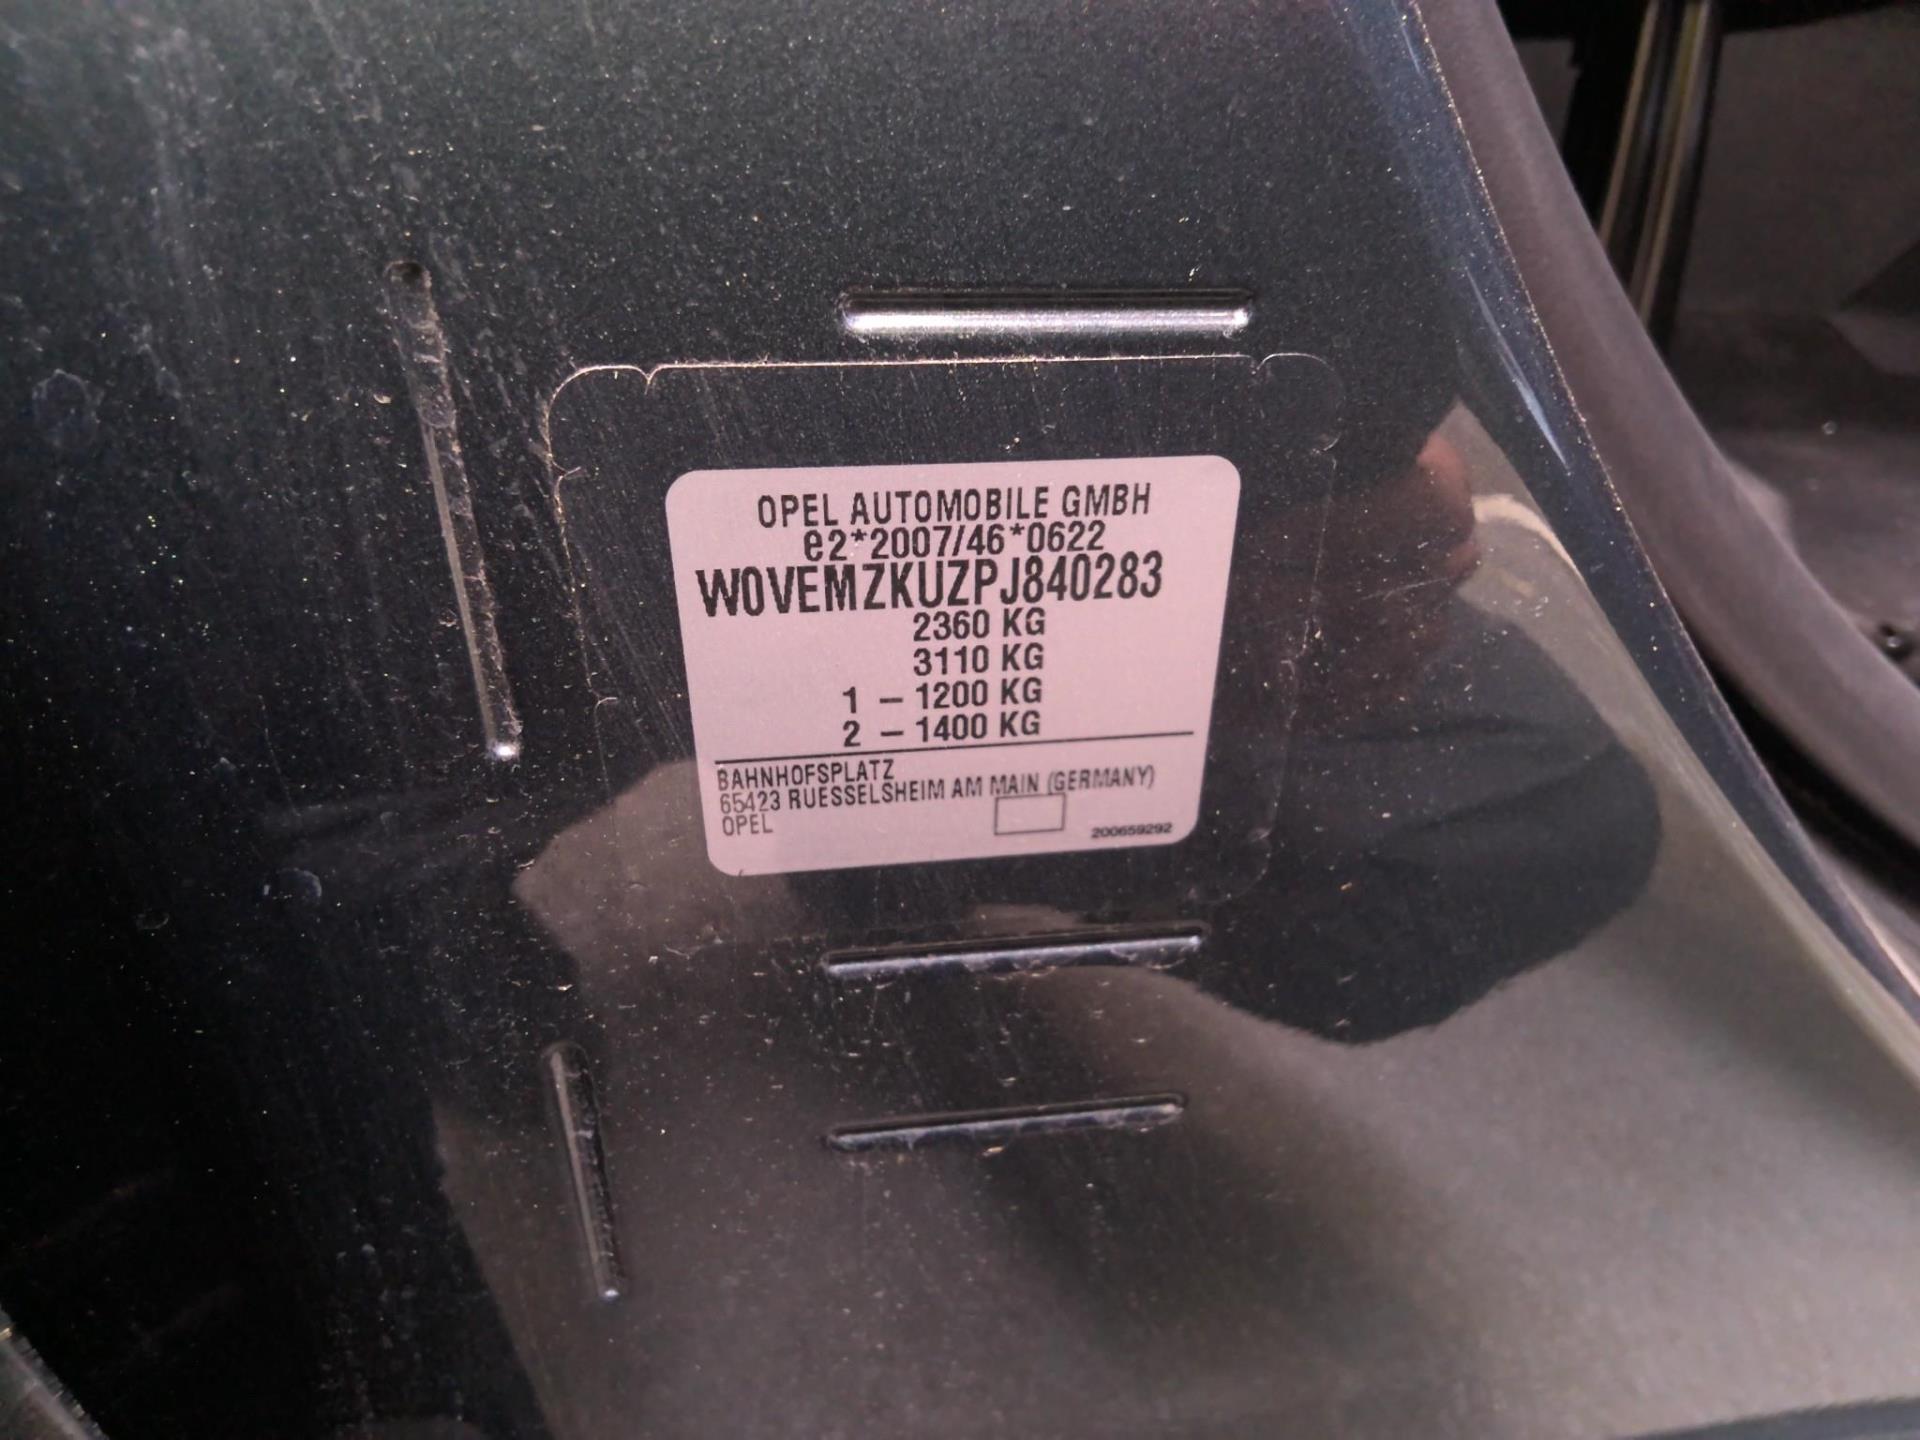 OPEL AUTOMOBILE GMBH
e2*2007/46*0622
W0VEMZKUZPJ840283
2360 KG
3110 KG
1 – 1200 KG
2 – 1400 KG
BAHNHOFSPLATZ
65423 RUESSELSHEIM AM MAIN (GERMANY)
OPEL
200659292